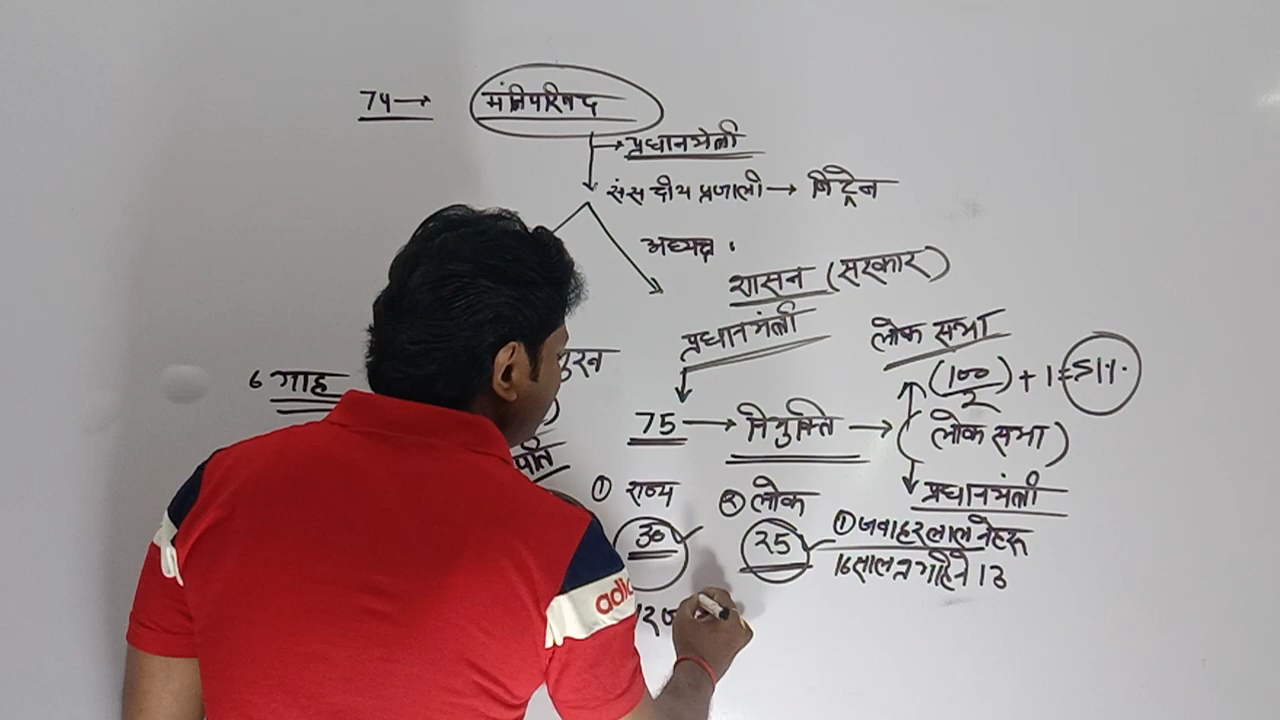 74→ मंत्रिपरिषद
→प्रधानमंत्री
संसदीय प्रणाली → ब्रिटेन
अध्यक्ष .
शासन (सरकार)
प्रधानमंत्री
लोक सभा
(100/2) + 1 = 51%.
6 माह
75 → नियुक्ति → (लोक सभा)
① राज्य ② लोक प्रधानमंत्री
30 25 ① जवाहर लाल नेहरू
16 साल 9 महिने 13
adi